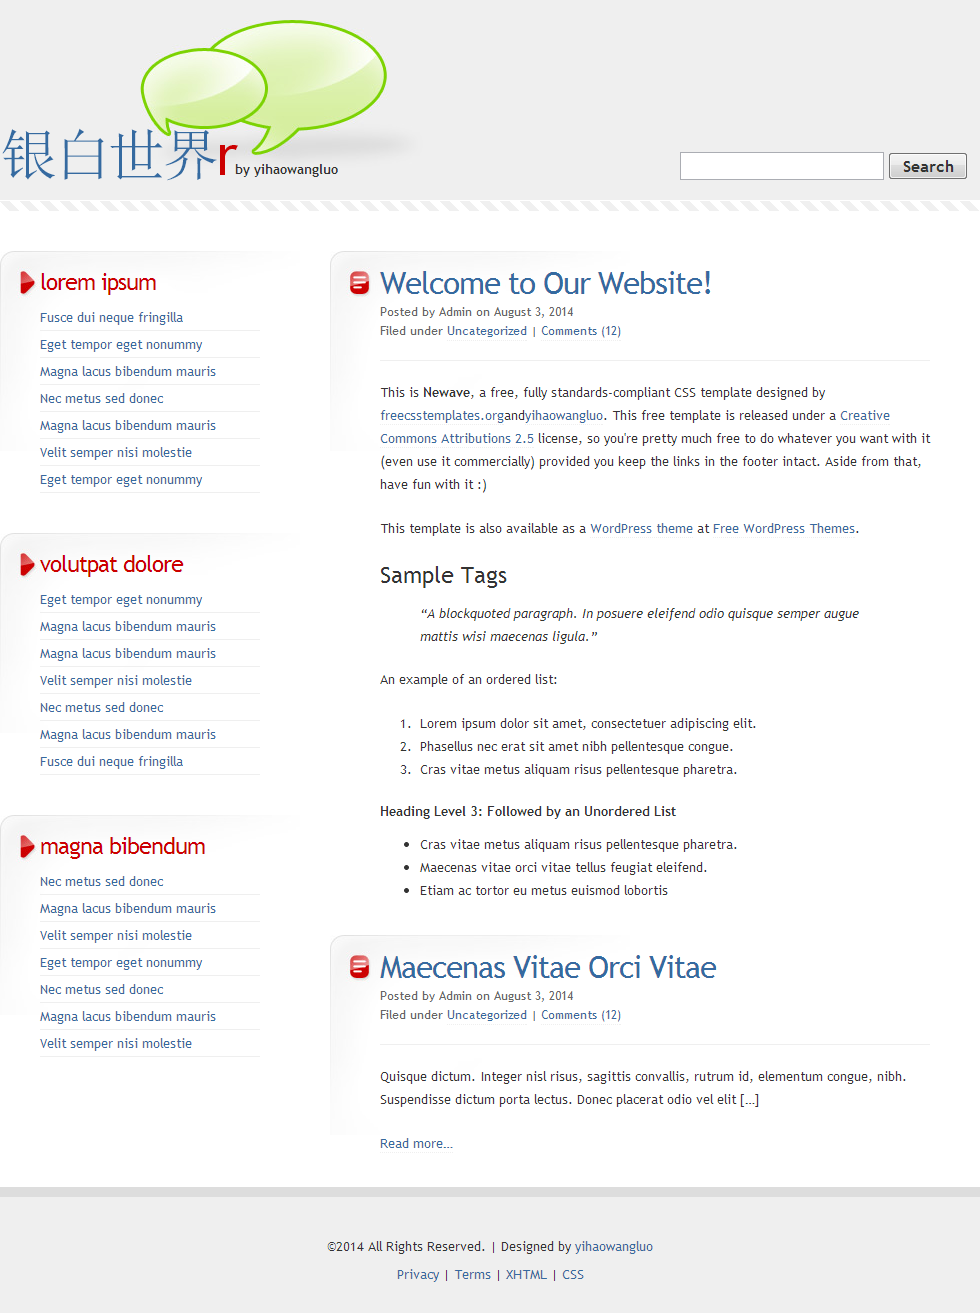 银白世界r by yihaowangluo
Search
lorem ipsum
Fusce dui neque fringilla
Eget tempor eget nonummy
Magna lacus bibendum mauris
Nec metus sed donec
Magna lacus bibendum mauris
Velit semper nisi molestie
Eget tempor eget nonummy
volutpat dolore
Eget tempor eget nonummy
Magna lacus bibendum mauris
Magna lacus bibendum mauris
Velit semper nisi molestie
Nec metus sed donec
Magna lacus bibendum mauris
Fusce dui neque fringilla
magna bibendum
Nec metus sed donec
Magna lacus bibendum mauris
Velit semper nisi molestie
Eget tempor eget nonummy
Nec metus sed donec
Magna lacus bibendum mauris
Velit semper nisi molestie
Welcome to Our Website!
Posted by Admin on August 3, 2014
Filed under Uncategorized | Comments (12)
This is Newave, a free, fully standards-compliant CSS template designed by
freecsstemplates.organdyihaowangluo. This free template is released under a Creative
Commons Attributions 2.5 license, so you're pretty much free to do whatever you want with it
(even use it commercially) provided you keep the links in the footer intact. Aside from that,
have fun with it :)
This template is also available as a WordPress theme at Free WordPress Themes.
Sample Tags
“A blockquoted paragraph. In posuere eleifend odio quisque semper augue
mattis wisi maecenas ligula.”
An example of an ordered list:
1. Lorem ipsum dolor sit amet, consectetuer adipiscing elit.
2. Phasellus nec erat sit amet nibh pellentesque congue.
3. Cras vitae metus aliquam risus pellentesque pharetra.
Heading Level 3: Followed by an Unordered List
• Cras vitae metus aliquam risus pellentesque pharetra.
• Maecenas vitae orci vitae tellus feugiat eleifend.
• Etiam ac tortor eu metus euismod lobortis
Maecenas Vitae Orci Vitae
Posted by Admin on August 3, 2014
Filed under Uncategorized | Comments (12)
Quisque dictum. Integer nisl risus, sagittis convallis, rutrum id, elementum congue, nibh.
Suspendisse dictum porta lectus. Donec placerat odio vel elit [...]
Read more...
©2014 All Rights Reserved. | Designed by yihaowangluo
Privacy | Terms | XHTML | CSS